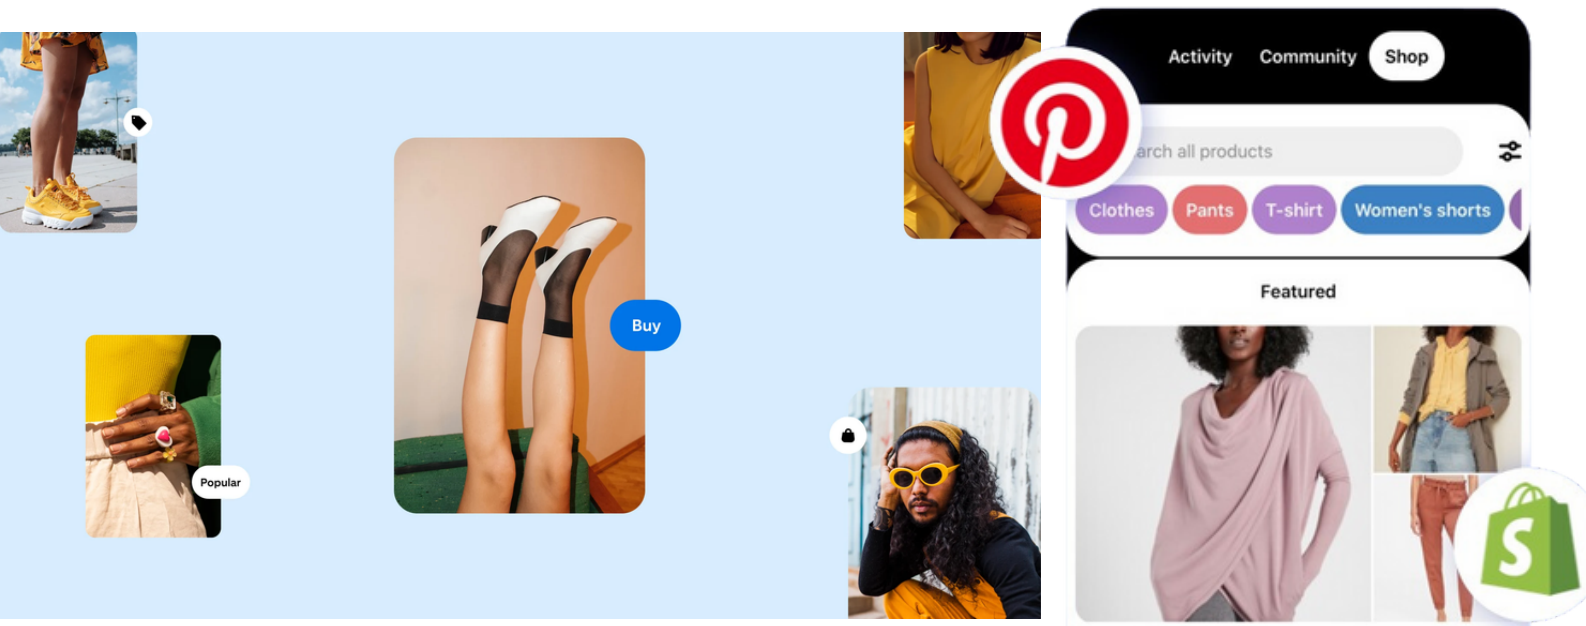 Activity Community Shop
arch all products
Clothes Pants T-shirt Women's shorts
Featured
Buy
Popular